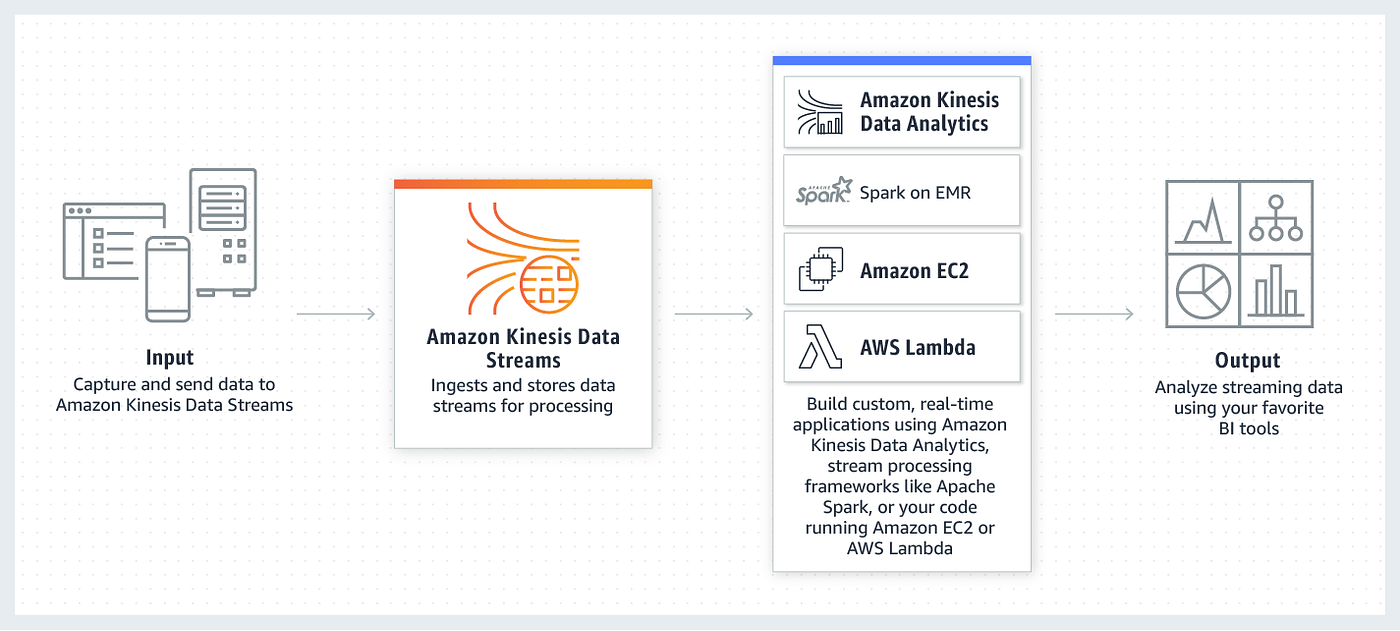 Input
Capture and send data to
Amazon Kinesis Data Streams
Amazon Kinesis Data
Streams
Ingests and stores data
streams for processing
Amazon Kinesis
Data Analytics
APACHE
Spark
Spark on EMR
Amazon EC2
AWS Lambda
Build custom, real-time
applications using Amazon
Kinesis Data Analytics,
stream processing
frameworks like Apache
Spark, or your code
running Amazon EC2 or
AWS Lambda
Output
Analyze streaming data
using your favorite
BI tools